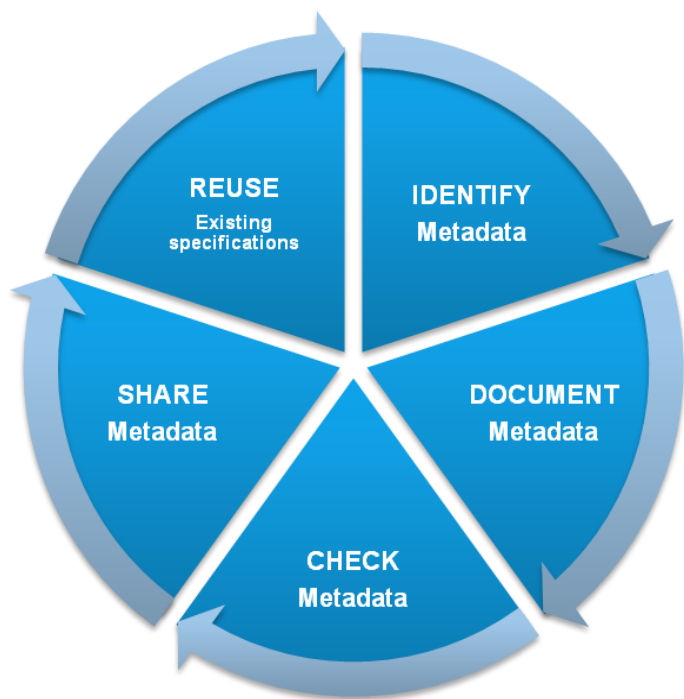 REUSE
Existing
specifications
IDENTIFY
Metadata
DOCUMENT
Metadata
CHECK
Metadata
SHARE
Metadata